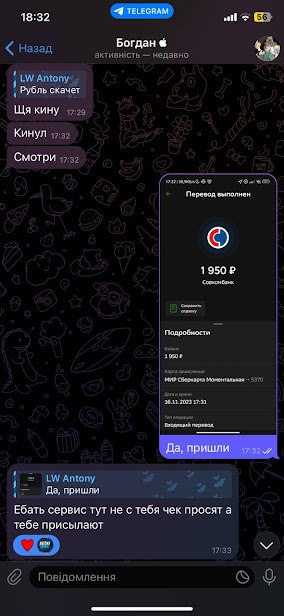 18:32
TELEGRAM
56
Назад
Богдан
активність — недавно
LW Antony
Рубль скачет
Щя кину 17:29
Кинул 17:32
Смотри 17:32
Перевод выполнен
1 950 ₽
Совкомбанк
Сохранить
справку
Подробности
1 950 ₽
Карта зачисления
МИР Сберкарта Моментальная •• 5370
Дата и время
16.11.2023 17:31
Тип операции
Входящий перевод
Да, пришли 17:32
LW Antony
Да, пришли
Ебать сервис тут не с тебя чек просят а
тебе присылают
17:33
Повідомлення